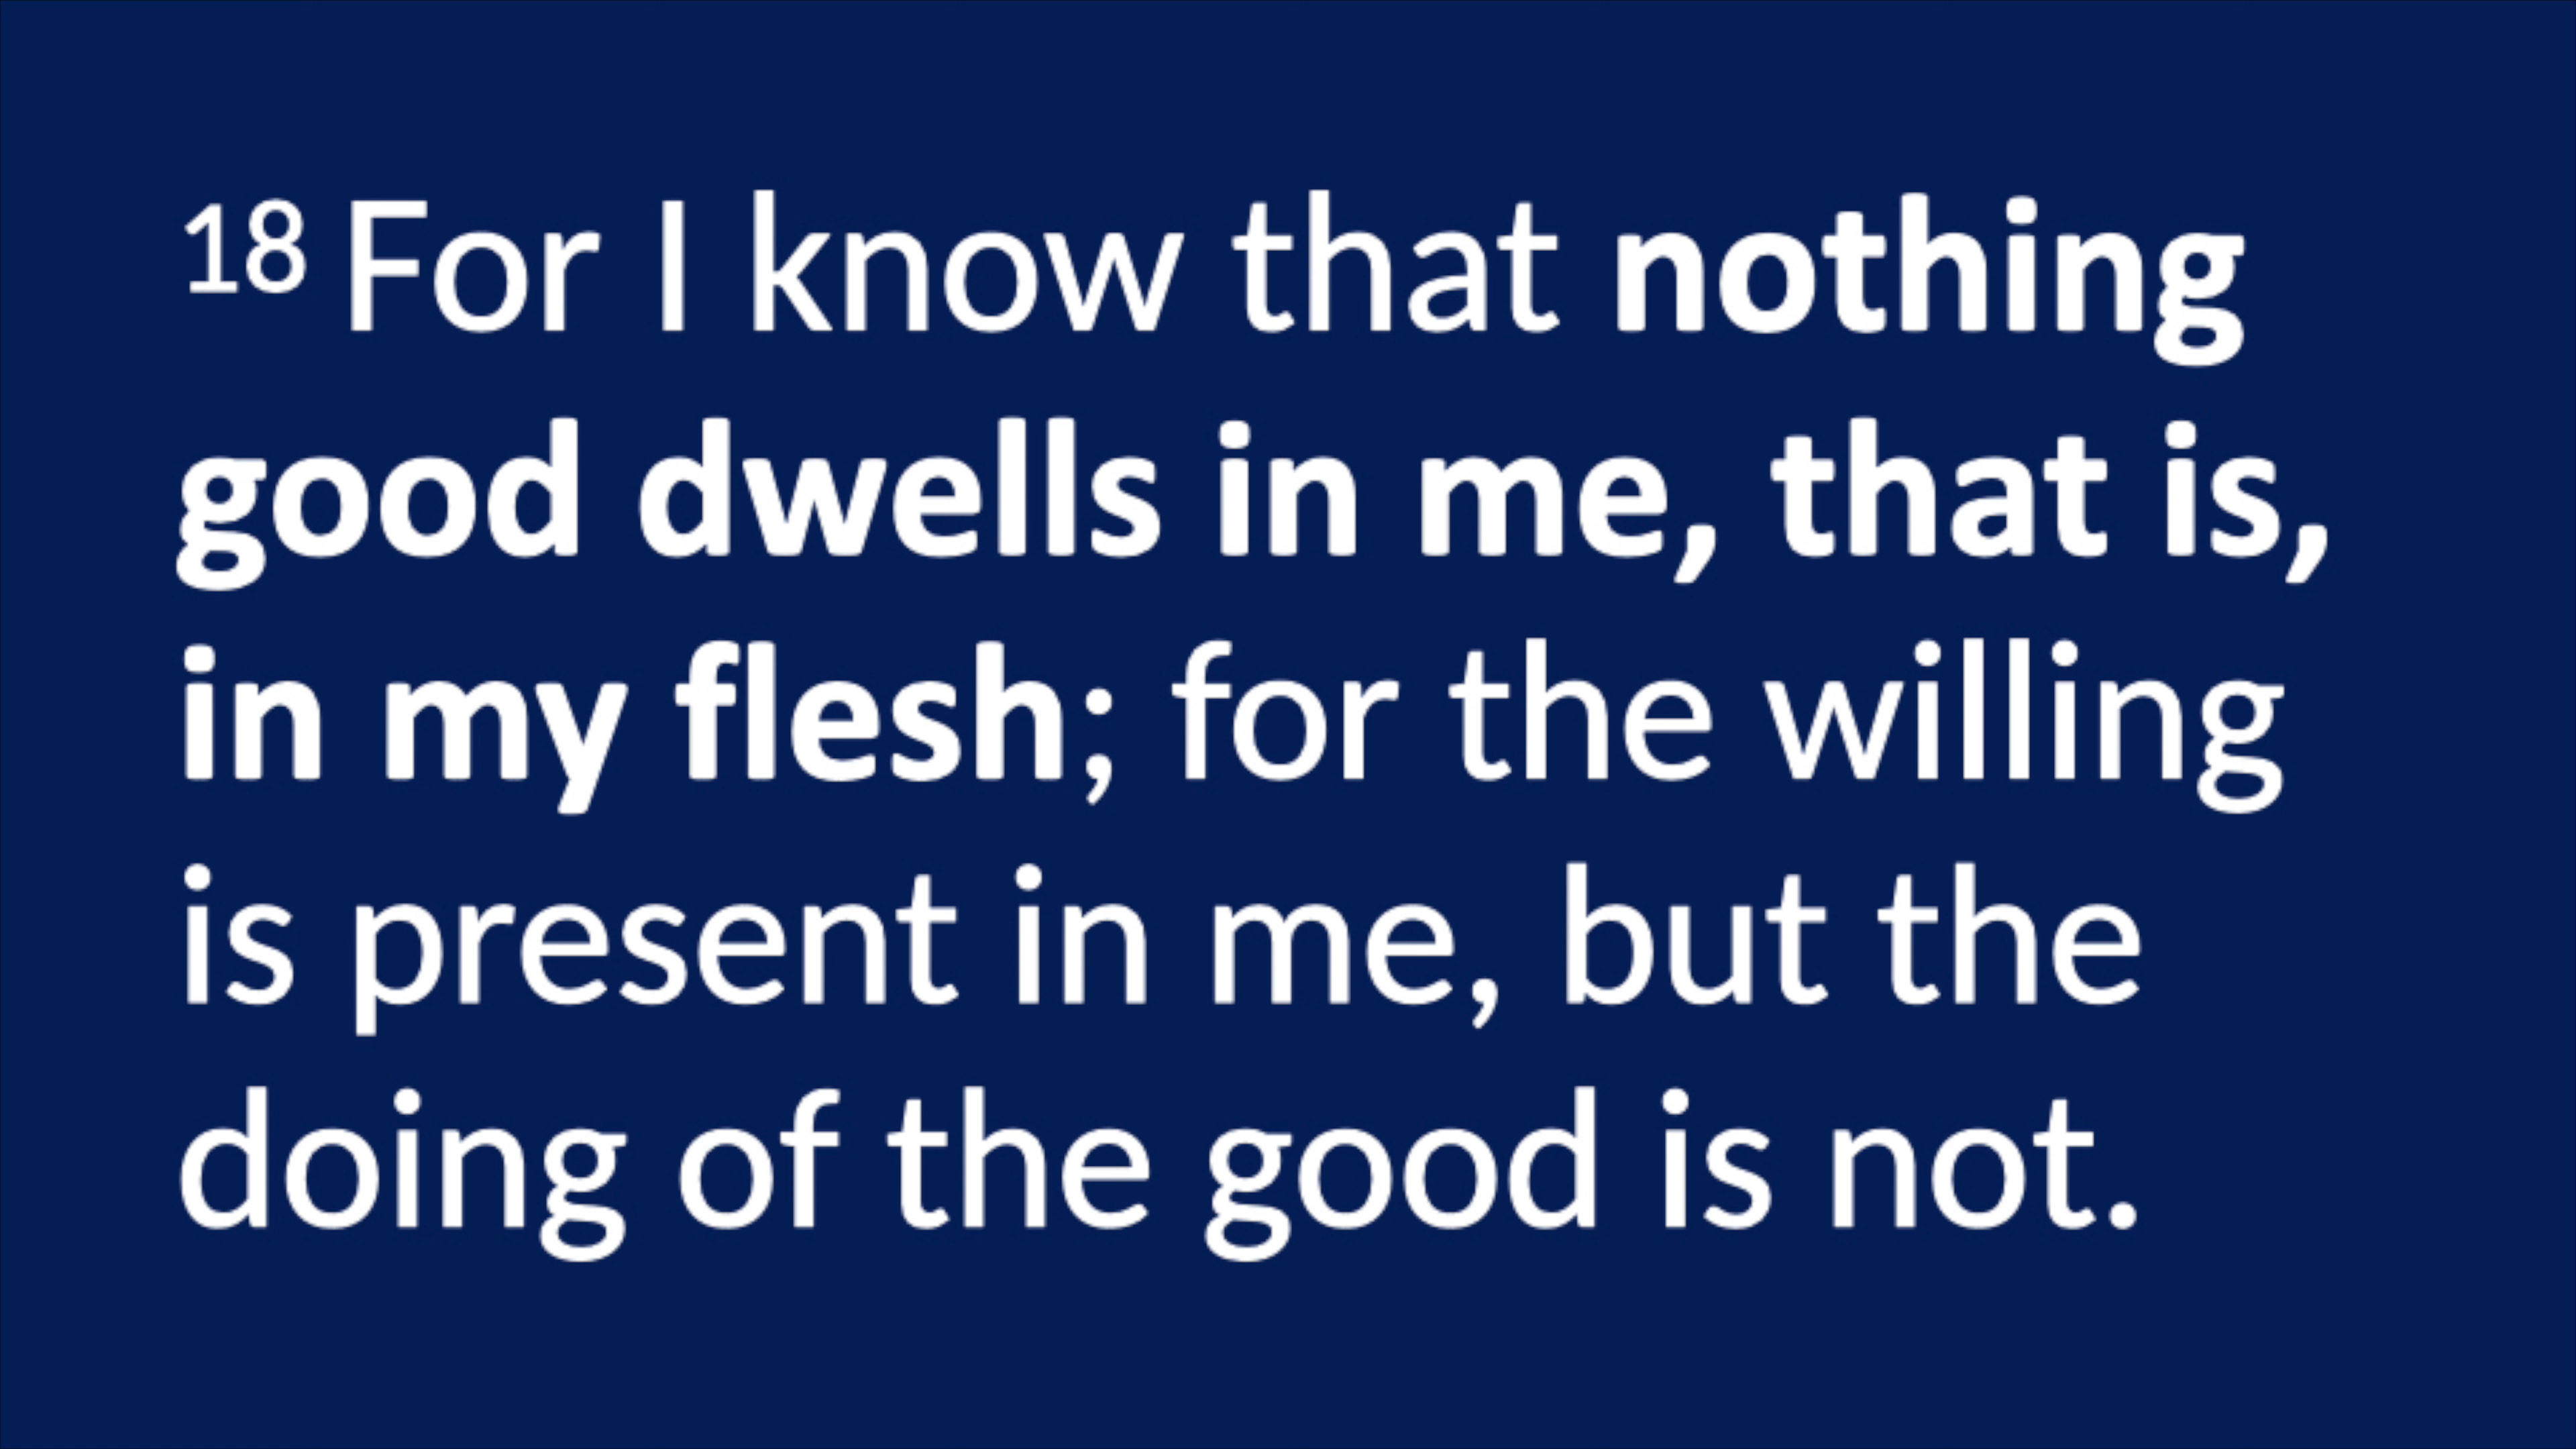 18 For I know that nothing
good dwells in me, that is,
in my flesh; for the willing
is present in me, but the
doing of the good is not.